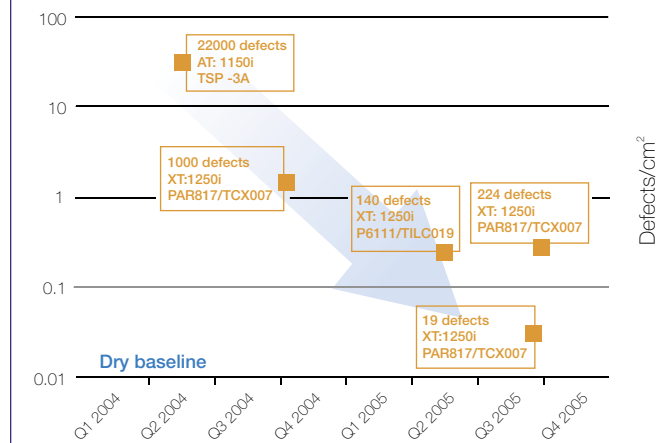 100
10
1
0.1
0.01
22000 defects
AT: 1150i
TSP -3A
1000 defects
XT:1250i
PAR817/TCX007
140 defects
XT: 1250i
P6111/TILC019
224 defects
XT: 1250i
PAR817/TCX007
19 defects
XT:1250i
PAR817/TCX007
Dry baseline
Q1 2004
Q2 2004
Q3 2004
Q4 2004
Q1 2005
Q2 2005
Q3 2005
Q4 2005
Defects/cm²